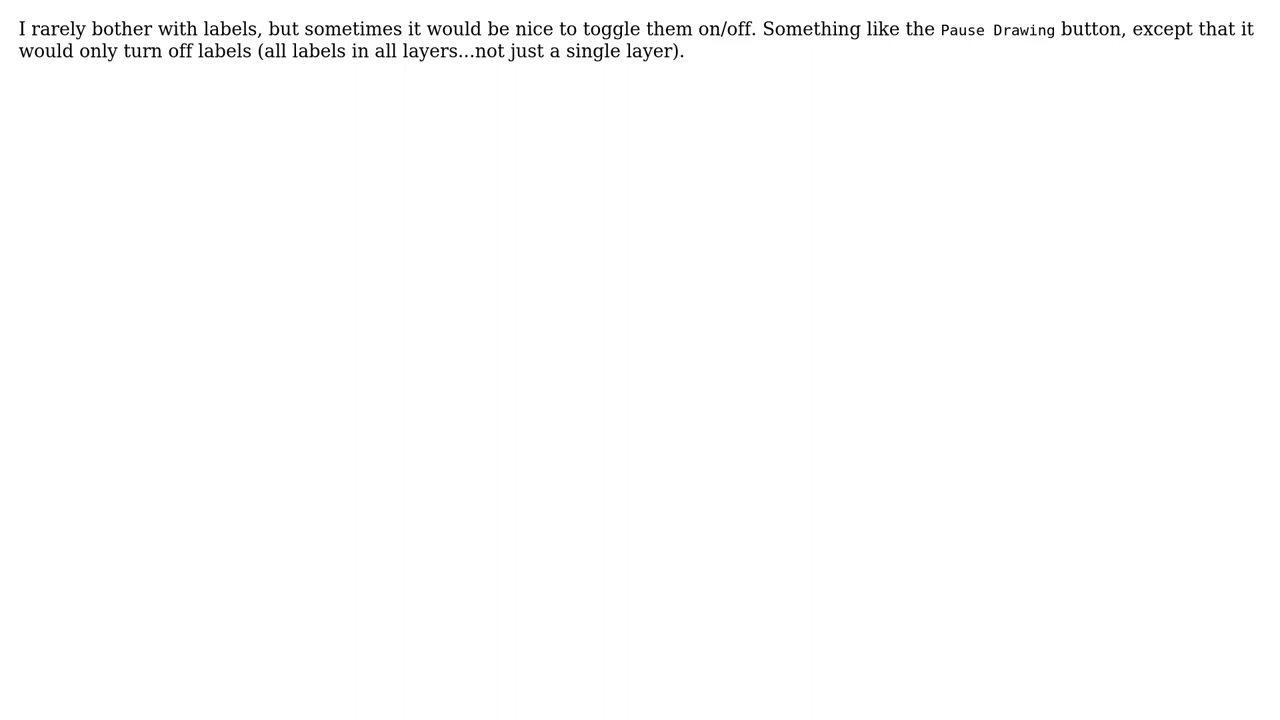 I rarely bother with labels, but sometimes it would be nice to toggle them on/off. Something like the Pause Drawing button, except that it
would only turn off labels (all labels in all layers...not just a single layer).